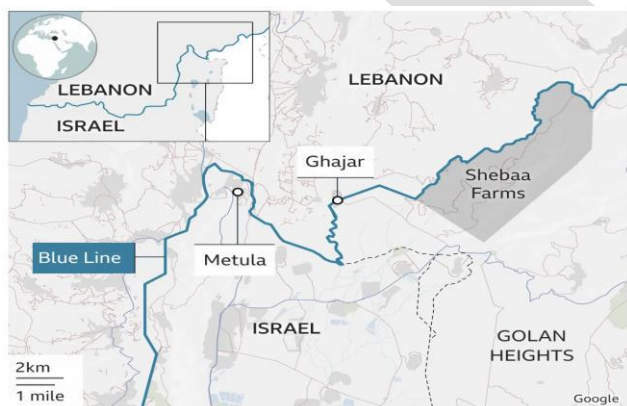 LEBANON
ISRAEL
LEBANON
Ghajar
Shebaa
Farms
Blue Line
Metula
ISRAEL
GOLAN
HEIGHTS
2km
1 mile
Google